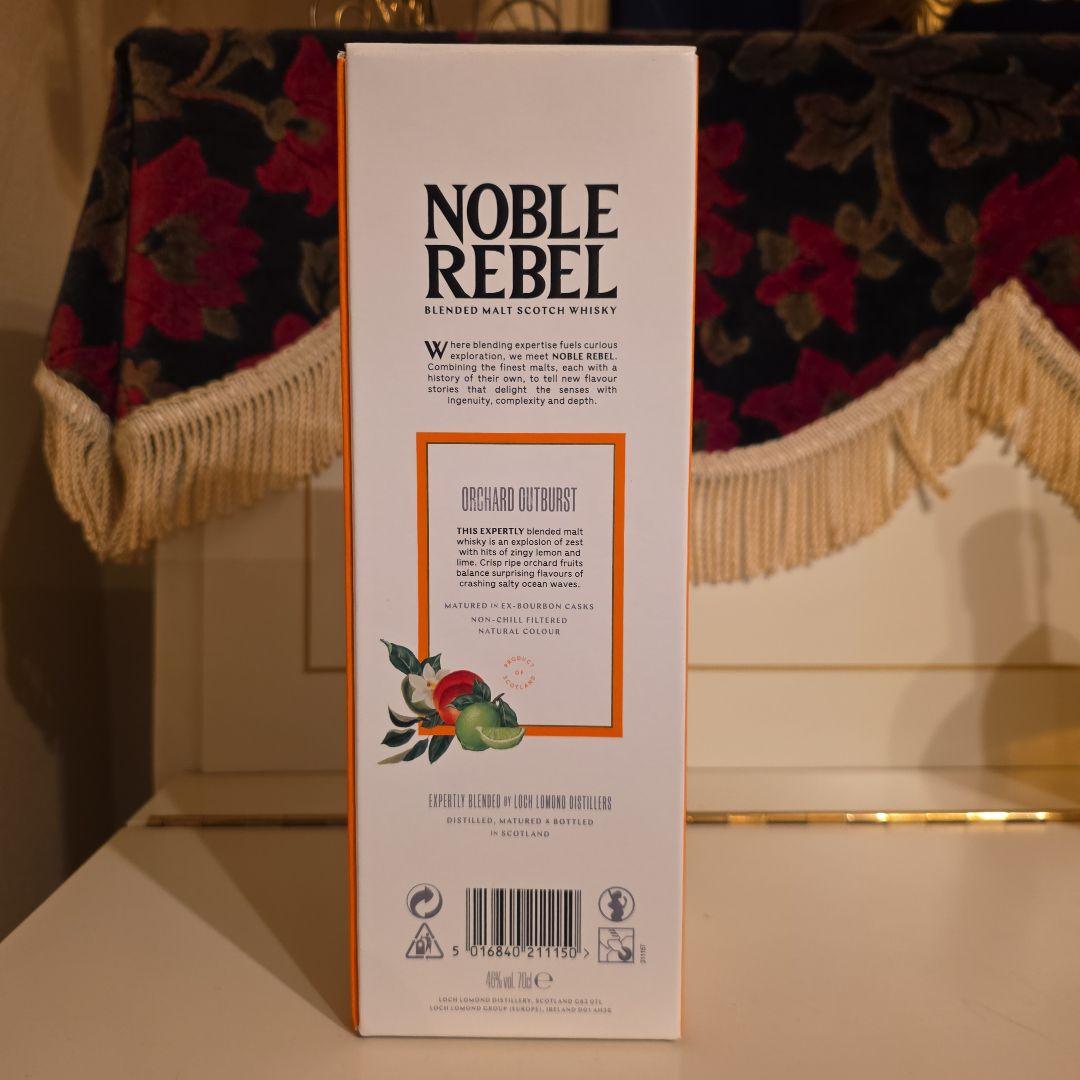 NOBLE
REBEL
BLENDED MALT SCOTCH WHISKY
Where blending expertise fuels curious
exploration, we meet NOBLE REBEL.
Combining the finest malts, each with a
history of their own, to tell new flavour
stories that delight the senses with
ingenuity, complexity and depth.
ORCHARD OUTBURST
THIS EXPERTLY blended malt
whisky is an explosion of zest
with hits of zingy lemon and
lime. Crisp ripe orchard fruits
balance surprising flavours of
crashing salty ocean waves.
MATURED IN EX-BOURBON CASKS
NON-CHILL FILTERED
NATURAL COLOUR
PRODUCT OF SCOTLAND
EXPERTLY BLENDED BY LOCH LOMOND DISTILLERS
DISTILLED, MATURED & BOTTLED
IN SCOTLAND
5 016840 211150 >
46% vol. 70cl e
LOCH LOMOND DISTILLERY, SCOTLAND G83 0TL
LOCH LOMOND GROUP (EUROPE), IRELAND D01 AH36